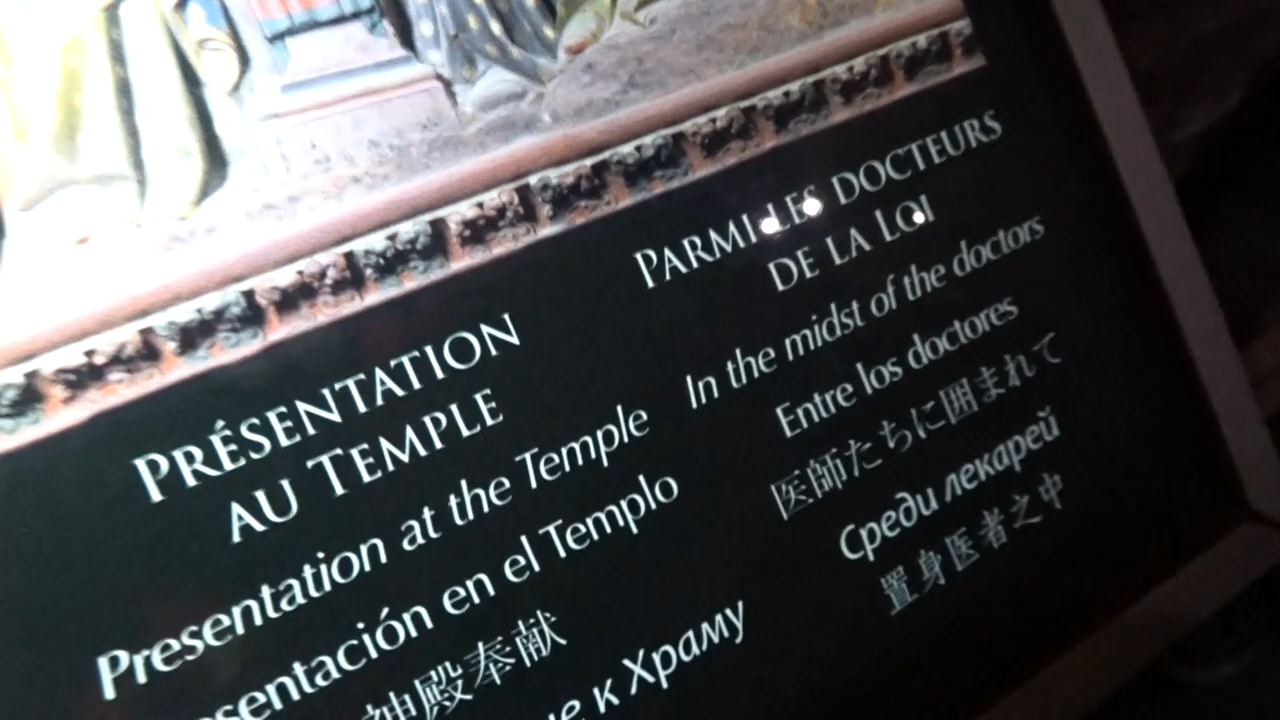 PRÉSENTATION
AU TEMPLE
Presentation at the Temple
sentación en el Templo
神殿奉献
к Храму
PARMI LES DOCTEURS
DE LA LOI
In the midst of the doctors
Entre los doctores
医師たちに囲まれて
Среди лекарей
置身医者之中